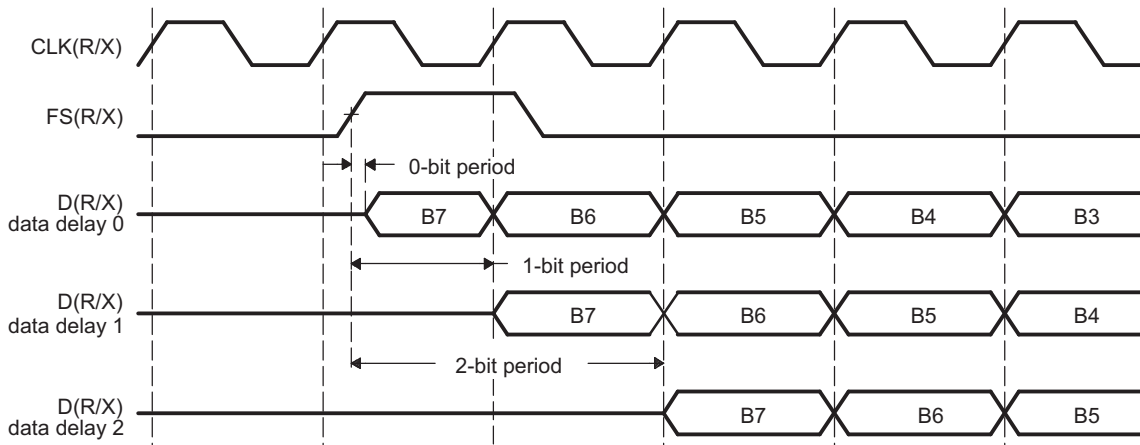 CLK(R/X)
FS(R/X)
0-bit period
D(R/X)
data delay 0
B7 B6 B5 B4 B3
1-bit period
D(R/X)
data delay 1
B7 B6 B5 B4
2-bit period
D(R/X)
data delay 2
B7 B6 B5